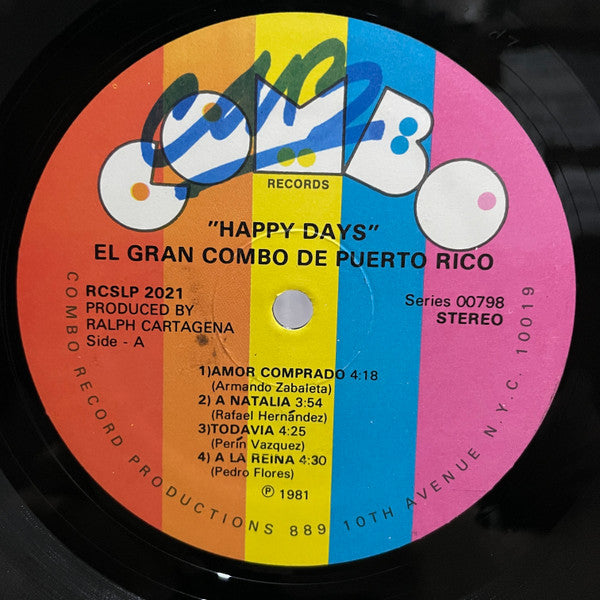 COMBO
RECORDS
"HAPPY DAYS"
EL GRAN COMBO DE PUERTO RICO
RCSLP 2021
PRODUCED BY
RALPH CARTAGENA
Side - A
Series 00798
STEREO
1)AMOR COMPRADO 4:18
(Armando Zabaleta)
2) A NATALIA 3:54
(Rafael Hernández)
3)TODAVIA 4:25
(Perín Vazquez)
4) A LA REINA 4:30
(Pedro Flores)
Ⓟ 1981
COMBO RECORD PRODUCTIONS 889 10TH AVENUE N.Y.C. 10019